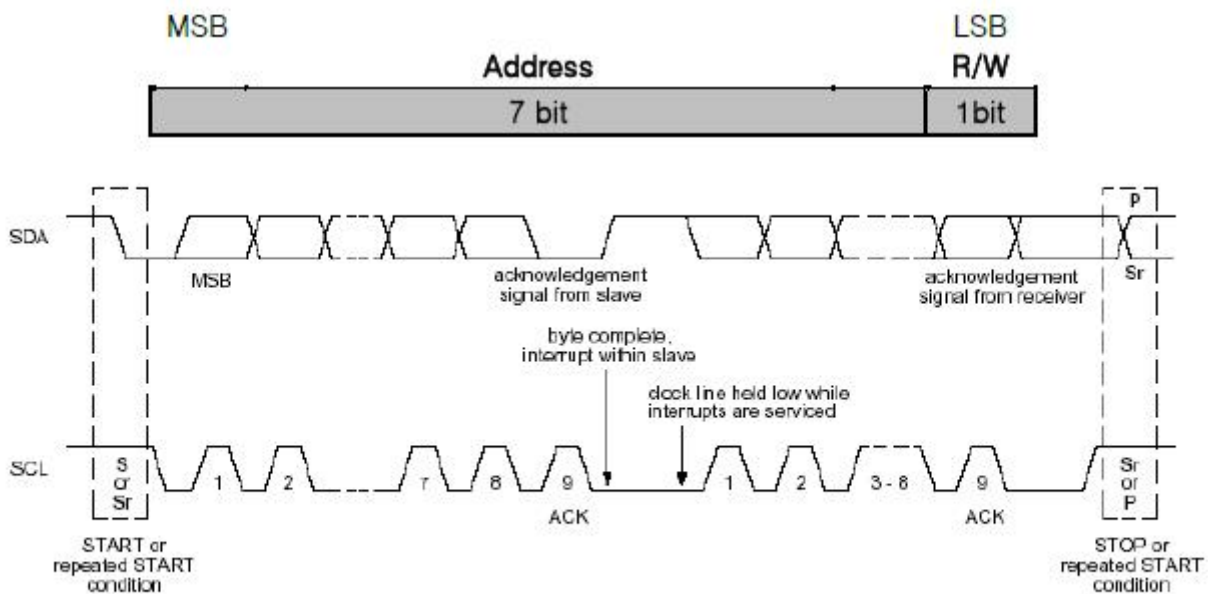 MSB LSB
Address R/W
7 bit 1bit
P
SDA
MSB
acknowledgement
signal from slave
acknowledgement
signal from receiver
Sr
byte complete,
interrupt within slave
clock line held low while
interrupts are serviced
SCL
S
or
Sr
1 2 7 8 9 1 2 3 - 8 9
Sr
or
P
ACK ACK
START or
repeated START
condition
STOP or
repeated START
condition